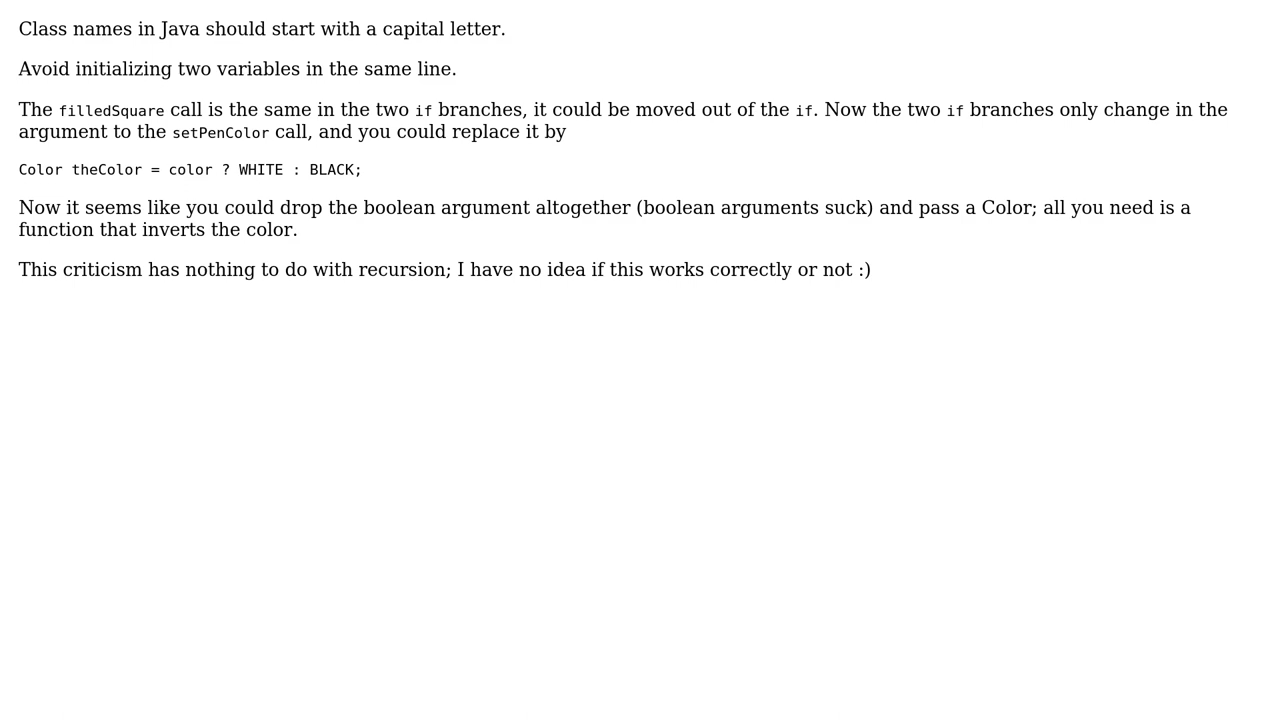 Class names in Java should start with a capital letter.
Avoid initializing two variables in the same line.
The filledSquare call is the same in the two if branches, it could be moved out of the if. Now the two if branches only change in the
argument to the setPenColor call, and you could replace it by
Color theColor = color ? WHITE : BLACK;
Now it seems like you could drop the boolean argument altogether (boolean arguments suck) and pass a Color; all you need is a
function that inverts the color.
This criticism has nothing to do with recursion; I have no idea if this works correctly or not :)